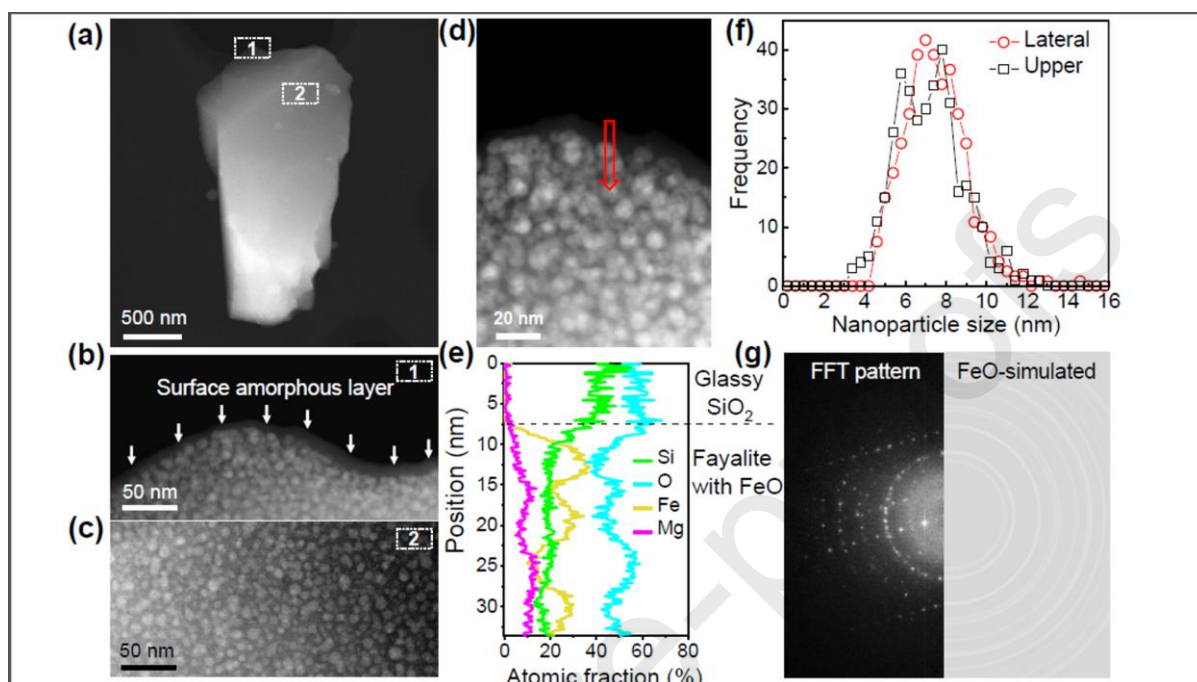 (a)
1
2
500 nm
(b)
1
Surface amorphous layer
50 nm
(c)
2
50 nm
(d)
20 nm
(e)
0
5
10
15
20
25
30
Position (nm)
Glassy
SiO2
Si
O
Fe
Mg
Fayalite
with FeO
0 20 40 60 80
Atomic fraction (%)
(f)
Lateral
Upper
40
30
20
10
0
Frequency
0 2 4 6 8 10 12 14 16
Nanoparticle size (nm)
(g)
FFT pattern
FeO-simulated
e-proofs